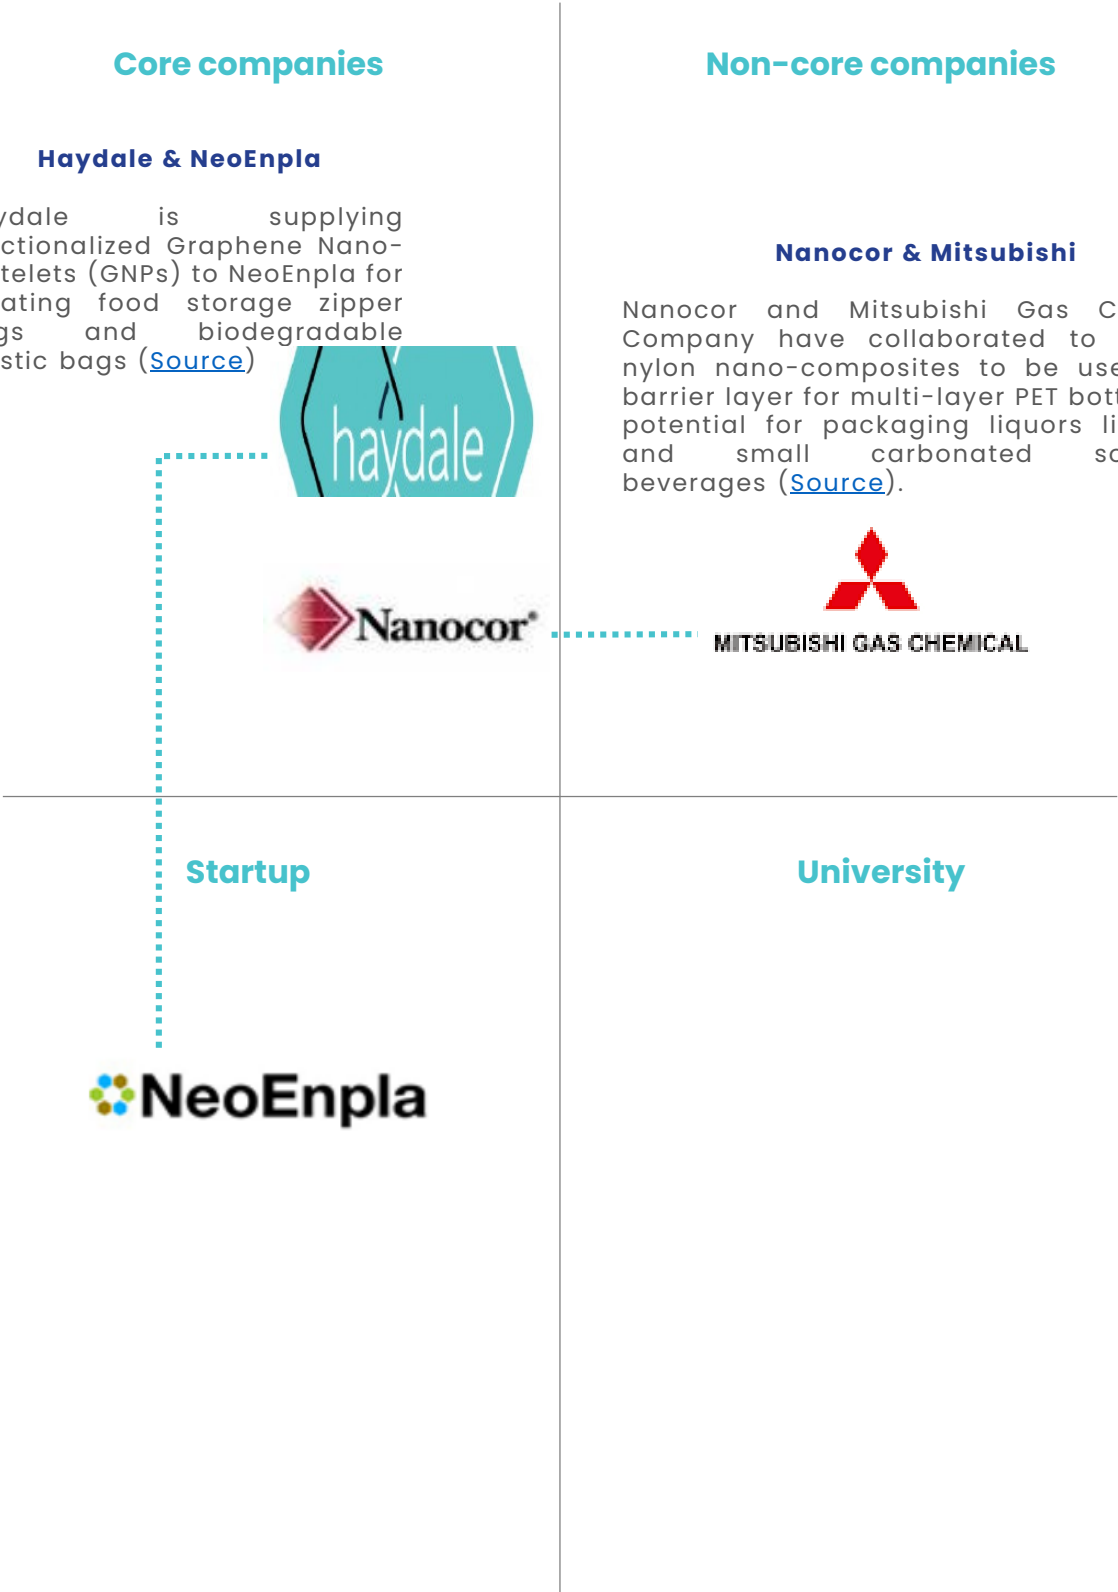 Core companies
Haydale & NeoEnpla
ydale is supplying
ctionalized Graphene Nano-
telets (GNPs) to NeoEnpla for
ating food storage zipper
gs and biodegradable
stic bags (Source)
haydale
Nanocor®
Non-core companies
Nanocor & Mitsubishi
Nanocor and Mitsubishi Gas C
Company have collaborated to
nylon nano-composites to be use
barrier layer for multi-layer PET bott
potential for packaging liquors li
and small carbonated so
beverages (Source).
MITSUBISHI GAS CHEMICAL
Startup
NeoEnpla
University